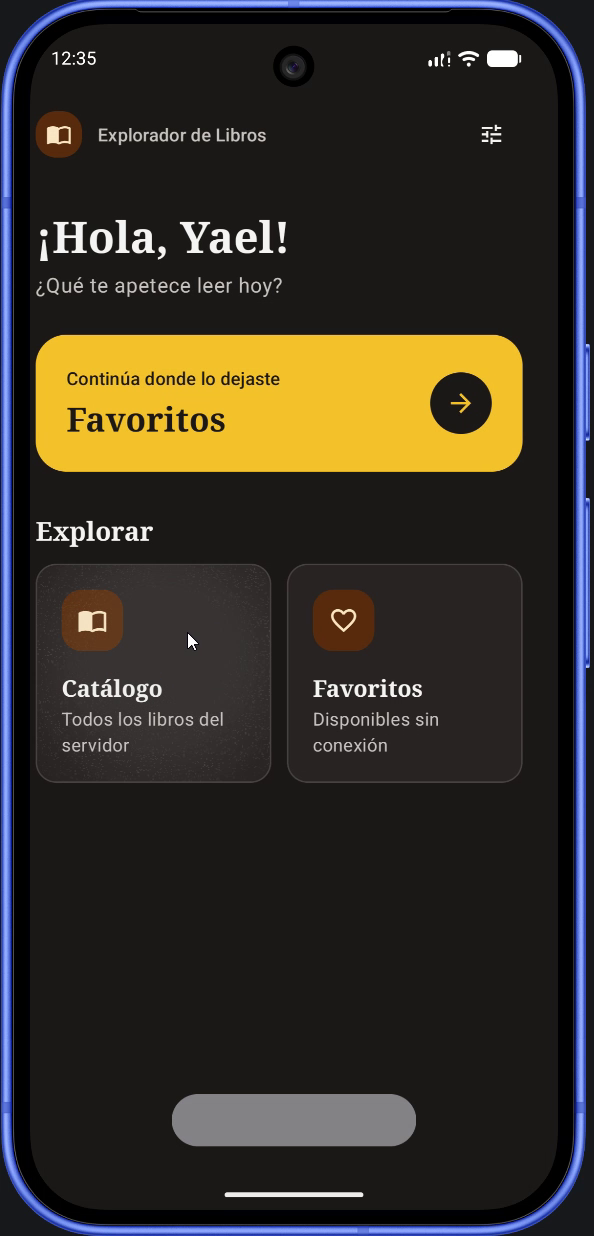 12:35
Explorador de Libros
¡Hola, Yael!
¿Qué te apetece leer hoy?
Continúa donde lo dejaste
Favoritos
Explorar
Catálogo
Todos los libros del
servidor
Favoritos
Disponibles sin
conexión